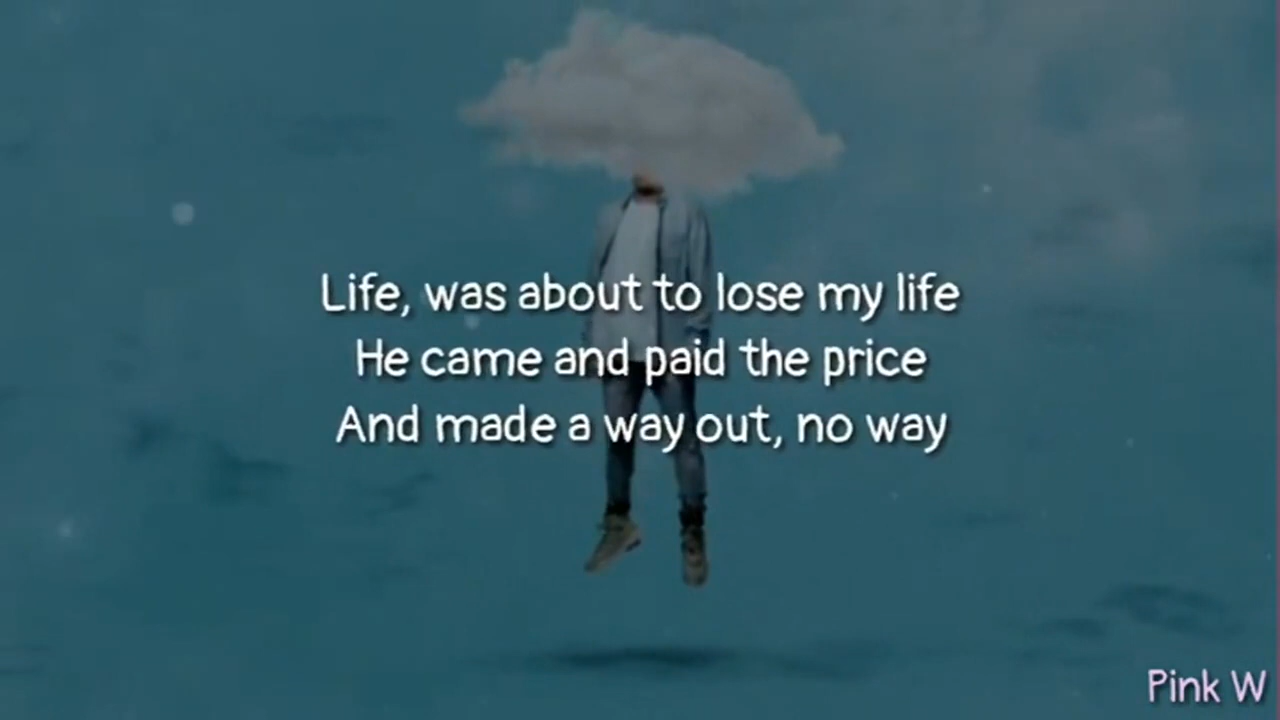 Life, was about to lose my life
He came and paid the price
And made a way out, no way
Pink W